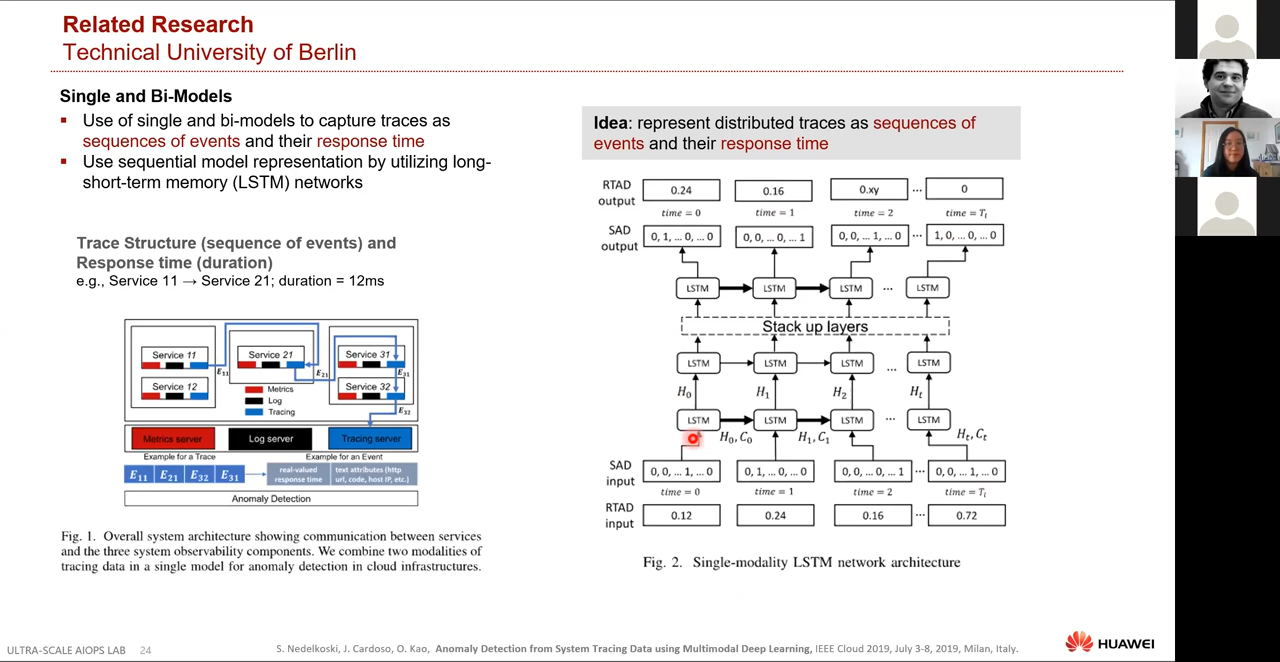 Related Research
Technical University of Berlin
Single and Bi-Models
Use of single and bi-models to capture traces as
sequences of events and their response time
Use sequential model representation by utilizing long-
short-term memory (LSTM) networks
Trace Structure (sequence of events) and
Response time (duration)
e.g., Service 11 → Service 21; duration = 12ms
Service 11
Service 21
Service 31
E11
E21
E31
Service 12
Service 32
Metrics
Log
Tracing
E32
Metrics server
Log server
Tracing server
Example for a Trace
Example for an Event
E11 E21 E32 E31
real-valued
response time
text attributes (http
url, code, host IP, etc.)
Anomaly Detection
Fig. 1. Overall system architecture showing communication between services
and the three system observability components. We combine two modalities of
tracing data in a single model for anomaly detection in cloud infrastructures.
Idea: represent distributed traces as sequences of
events and their response time
RTAD
output
0.24 0.16 0.xy ... 0
time = 0 time = 1 time = 2 time = Tl
SAD
output
0, 1, ... 0, ... 0 0, 0, ... 0, ... 1 0, 0, ... 1, ... 0 ... 1, 0, ... 0, ... 0
LSTM LSTM LSTM ... LSTM
Stack up layers
LSTM LSTM LSTM ... LSTM
H0 H1 H2 Ht
LSTM LSTM LSTM ... LSTM
H0, C0 H1, C1 Ht, Ct
SAD
input
0, 0, ... 1, ... 0 0, 1, ... 0, ... 0 0, 0, ... 0, ... 1 ... 0, 0, ... 1, ... 0
time = 0 time = 1 time = 2 time = Tl
RTAD
input
0.12 0.24 0.16 ... 0.72
Fig. 2. Single-modality LSTM network architecture
ULTRA-SCALE AIOPS LAB 24
S. Nedelkoski, J. Cardoso, O. Kao, Anomaly Detection from System Tracing Data using Multimodal Deep Learning, IEEE Cloud 2019, July 3-8, 2019, Milan, Italy.
HUAWEI